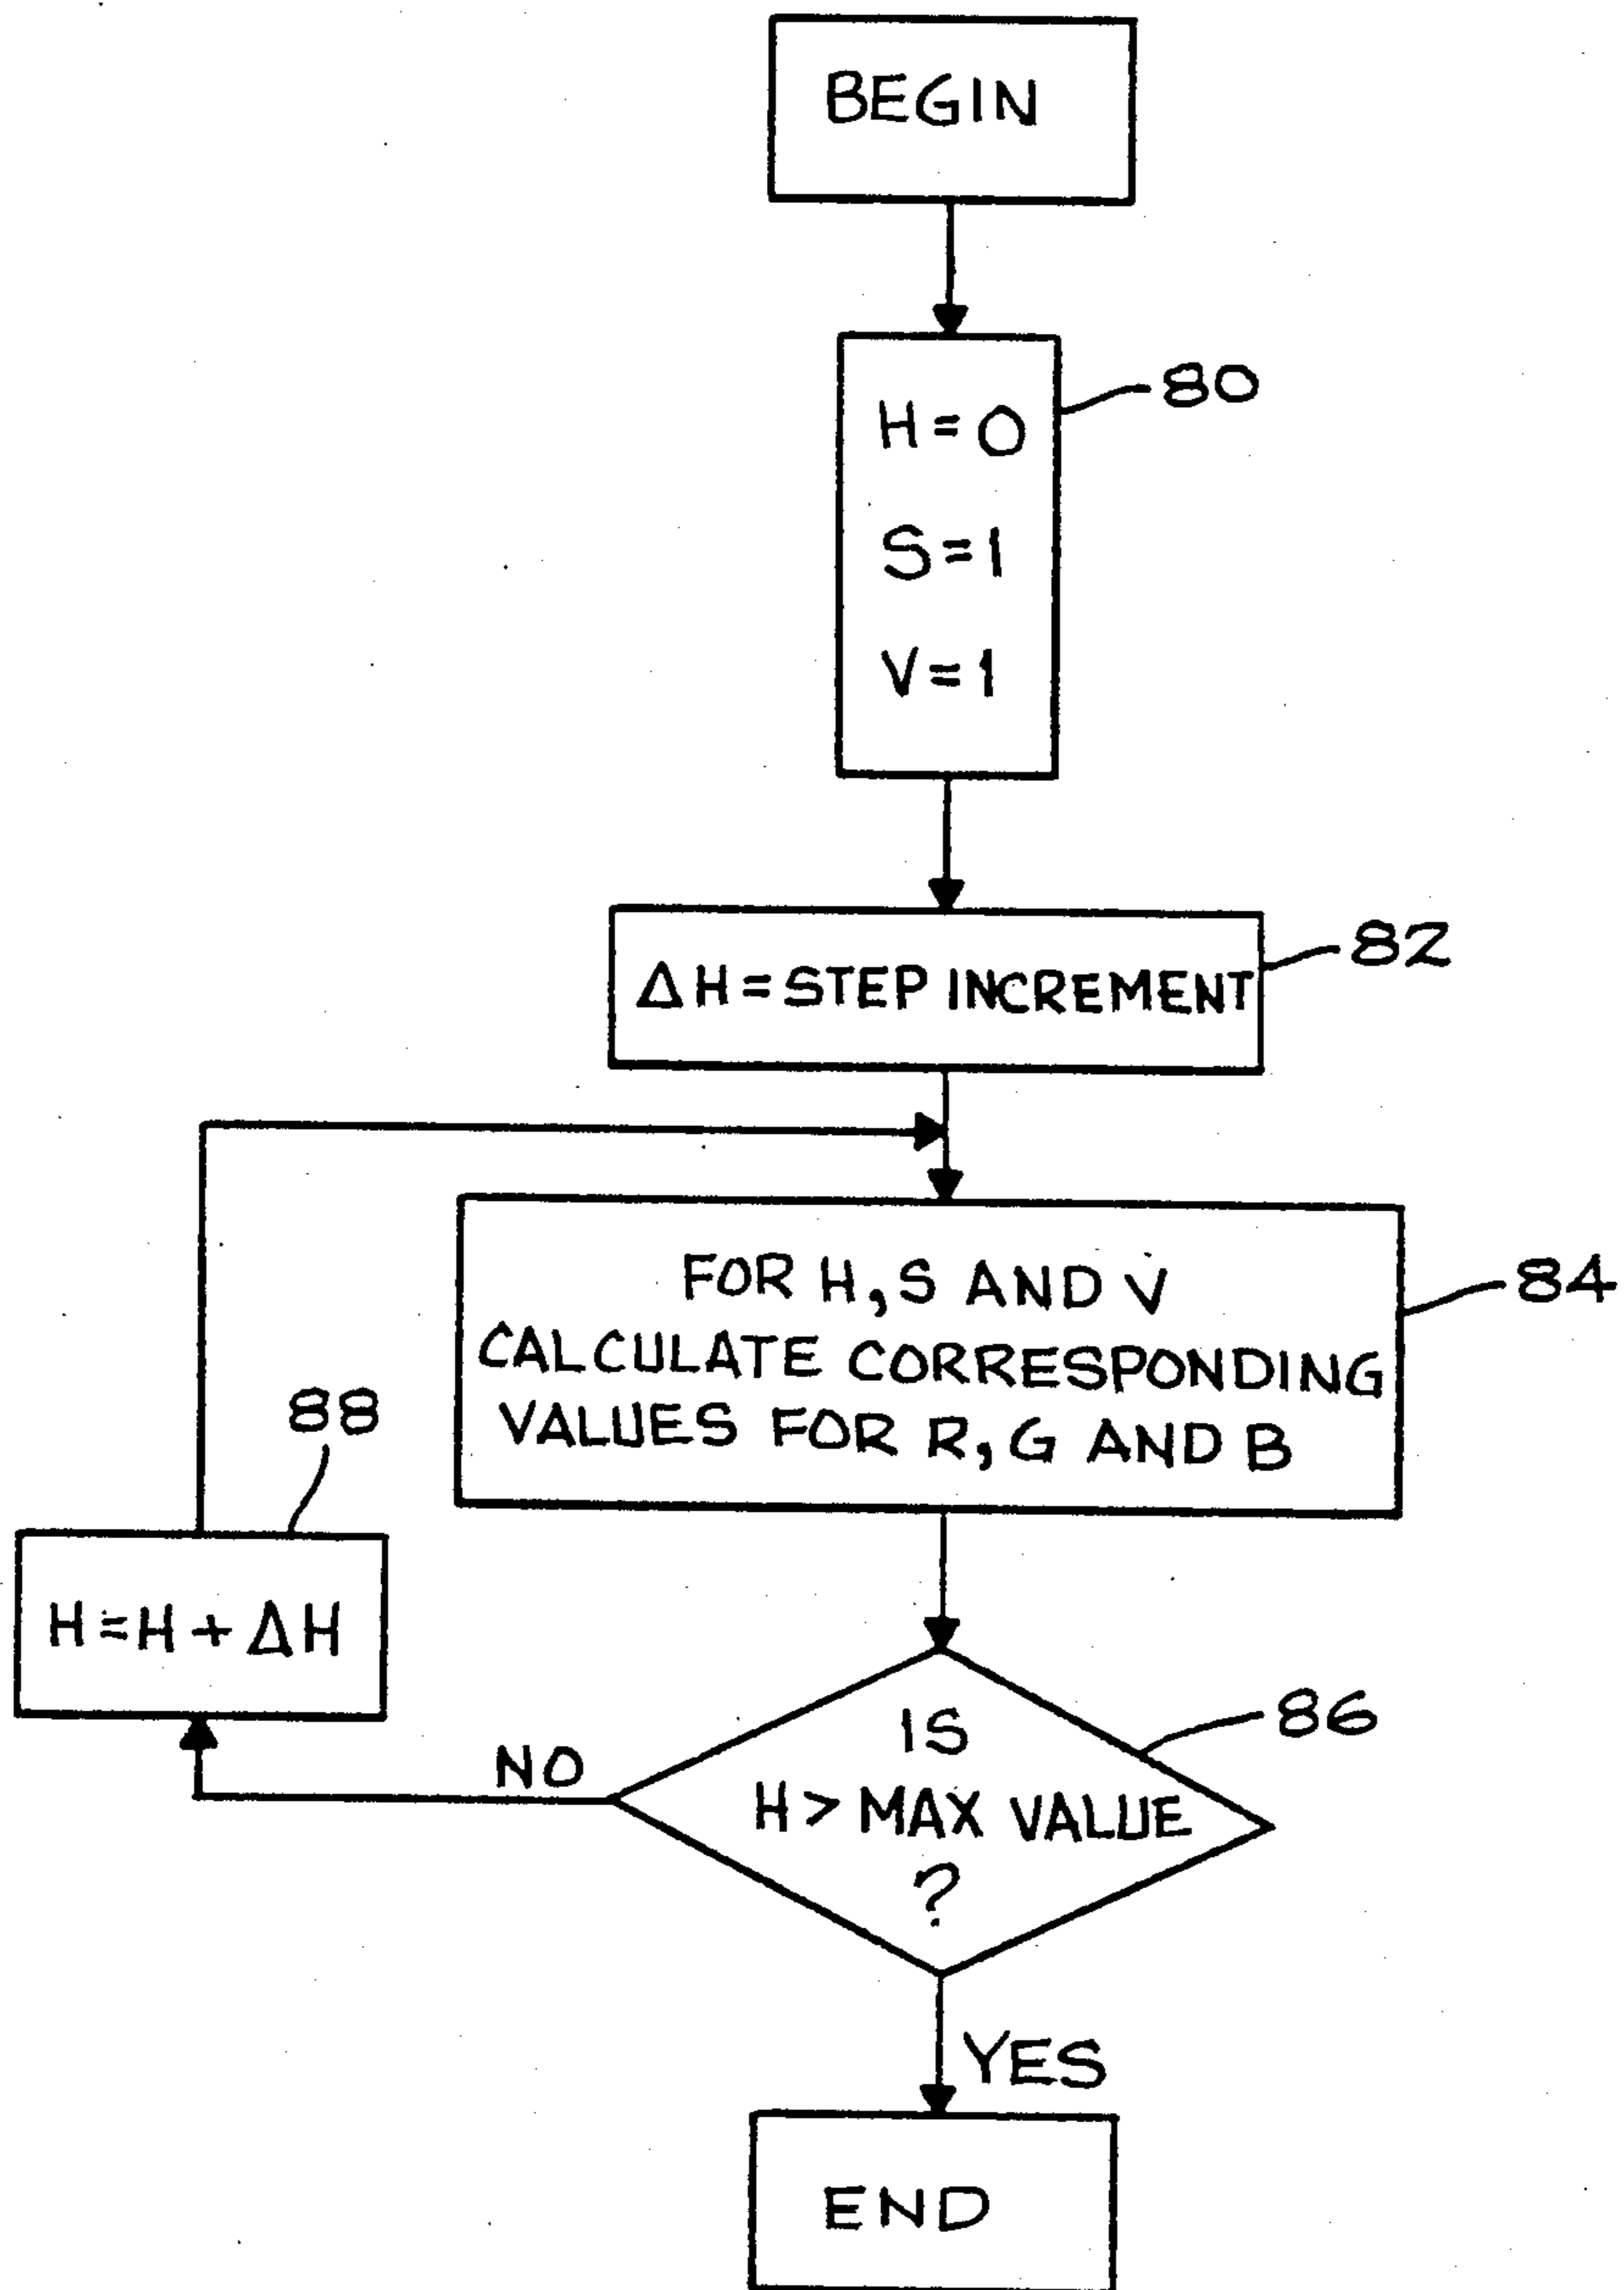 BEGIN
80
H=0
S=1
V=1
82
ΔH=STEP INCREMENT
84
FOR H, S AND V
CALCULATE CORRESPONDING
VALUES FOR R, G AND B
88
H=H+ΔH
86
IS
H > MAX VALUE
?
NO
YES
END